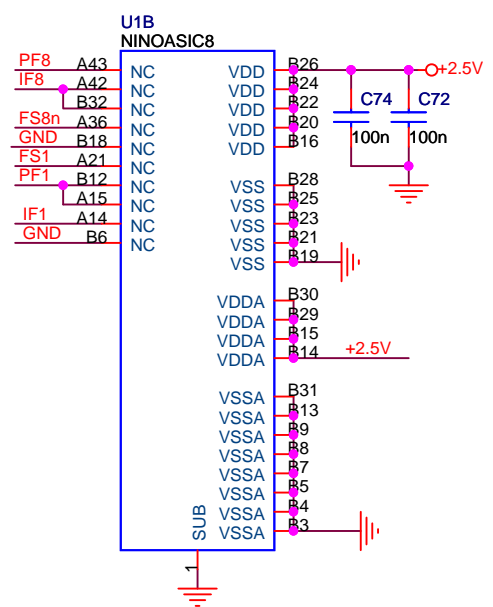 U1B
NINOASIC8
PF8 A43 NC VDD B26 +2.5V
IF8 A42 NC VDD B24
B32 NC VDD B22 C74 C72
FS8n A36 NC VDD B20 100n 100n
GND B18 NC VDD B16
FS1 A21 NC
PF1 B12 NC VSS B28
A15 NC VSS B25
IF1 A14 NC VSS B23
GND B6 NC VSS B21
VSS B19
VDDA B30
VDDA B29
VDDA B15
VDDA B14 +2.5V
VSSA B31
VSSA B13
VSSA B9
VSSA B8
VSSA B7
VSSA B5
VSSA B4
SUB VSSA B3
1